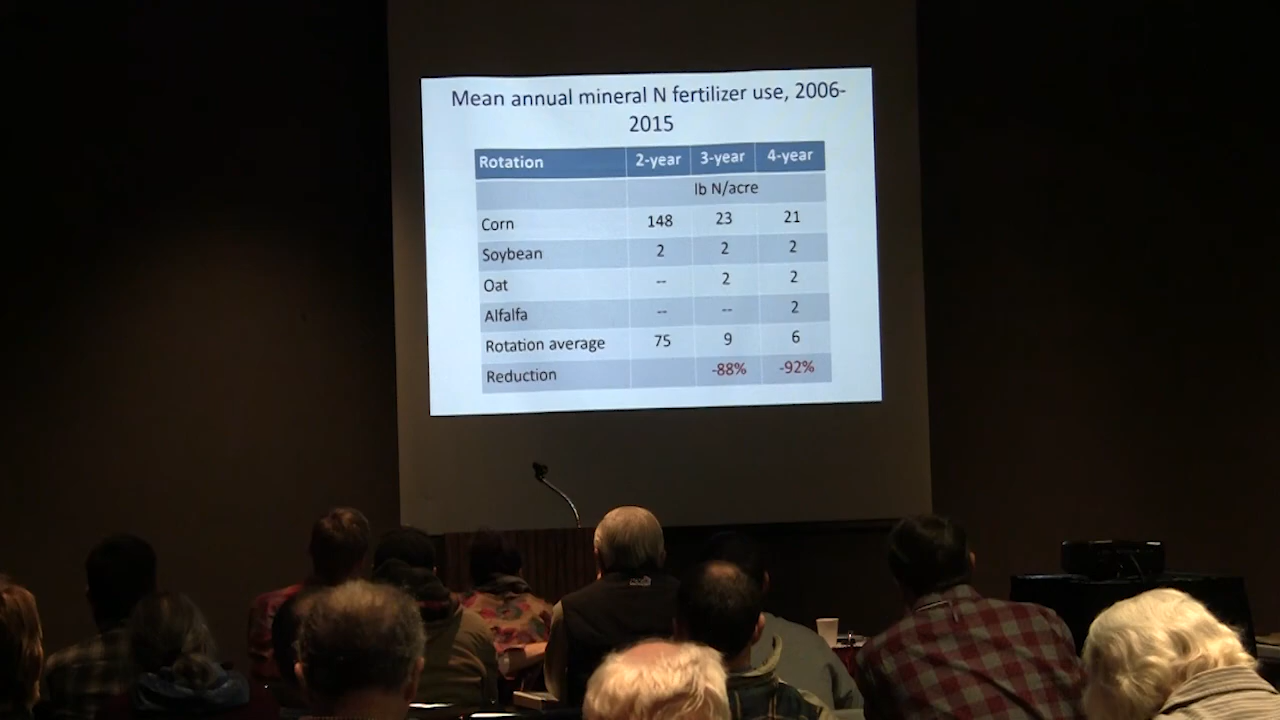 Mean annual mineral N fertilizer use, 2006-
2015
Rotation 2-year 3-year 4-year
lb N/acre
Corn 148 23 21
Soybean 2 2 2
Oat -- 2 2
Alfalfa -- -- 2
Rotation average 75 9 6
Reduction -88% -92%